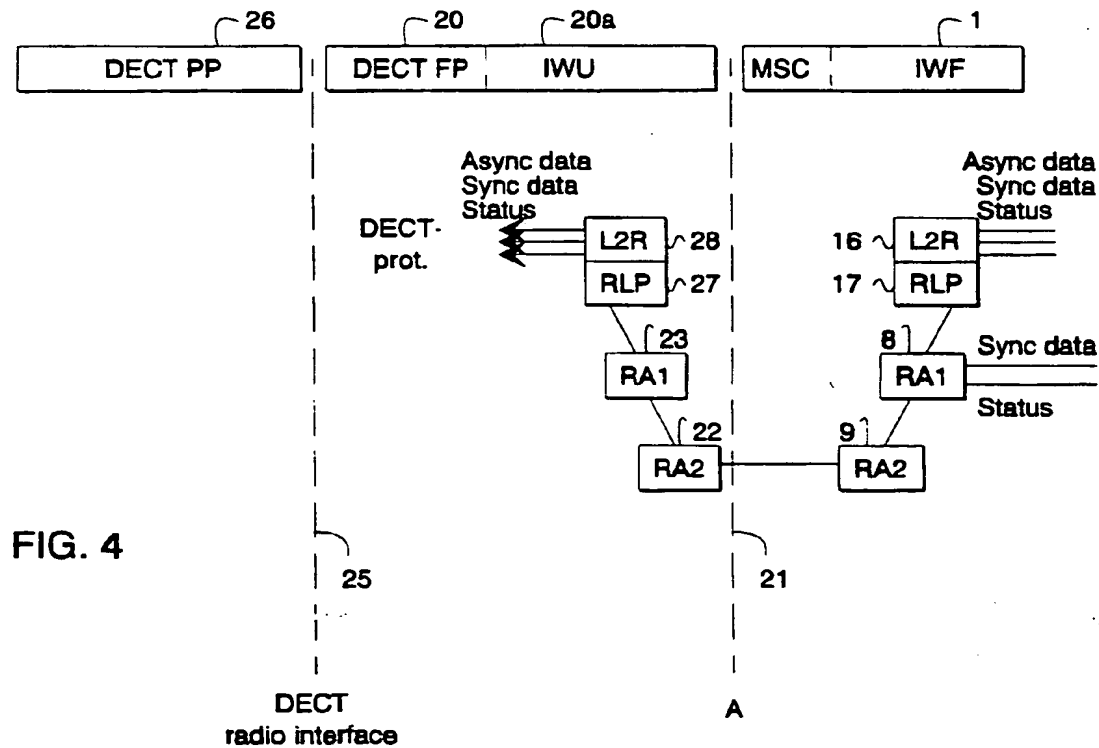 26
20
20a
1
DECT PP
DECT FP
IWU
MSC
IWF
Async data
Sync data
Status
Async data
Sync data
Status
DECT-
prot.
L2R
28
16
L2R
RLP
27
17
RLP
23
8
Sync data
RA1
RA1
Status
22
9
RA2
RA2
FIG. 4
25
21
DECT
radio interface
A